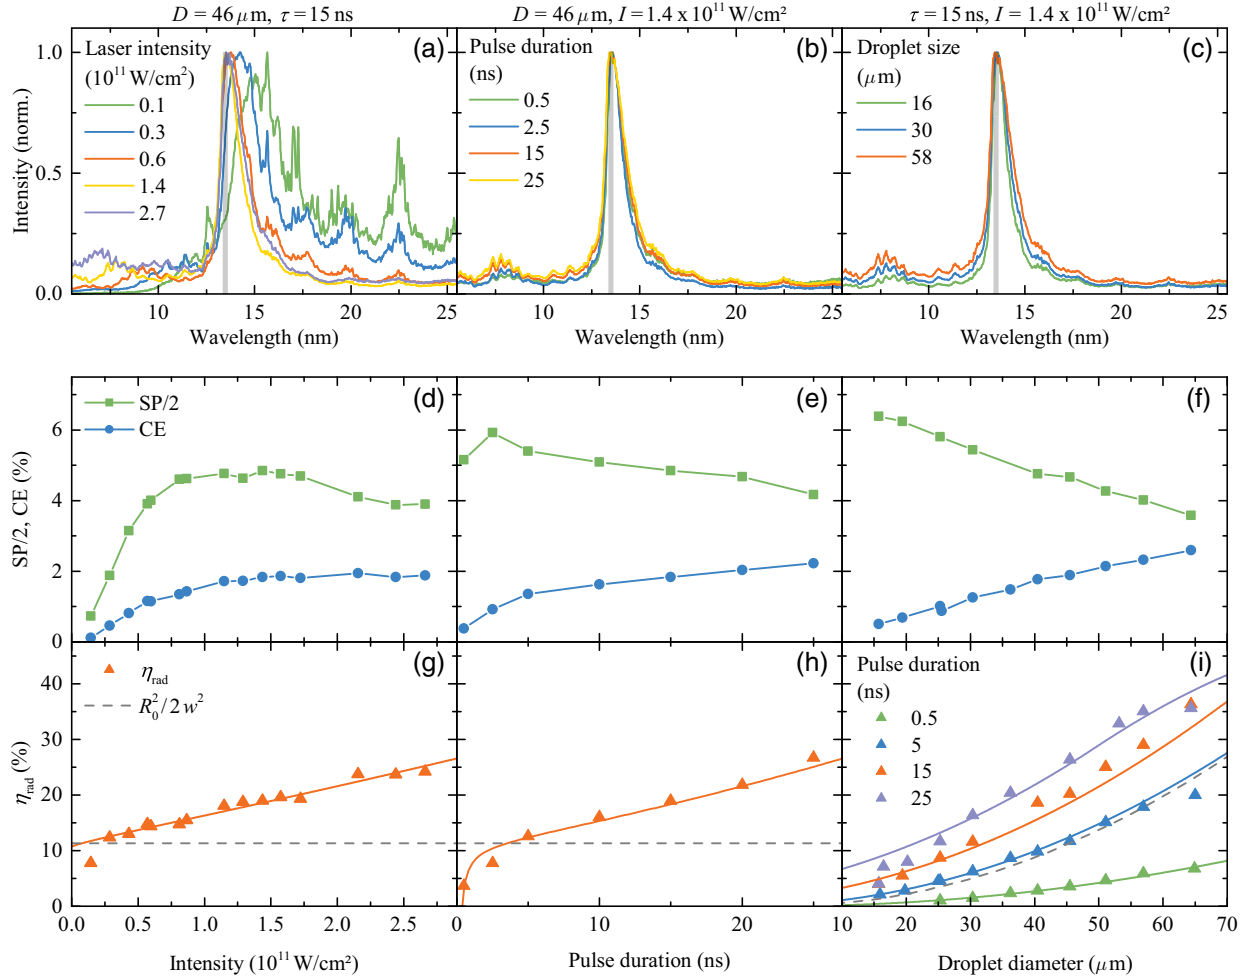 D = 46 μm, τ = 15 ns
D = 46 μm, I = 1.4 x 10¹¹ W/cm²
τ = 15 ns, I = 1.4 x 10¹¹ W/cm²
Intensity (norm.)
1.0
0.5
0.0
Laser intensity
(10¹¹ W/cm²)
0.1
0.3
0.6
1.4
2.7
(a)
10 15 20 25
Wavelength (nm)
Pulse duration
(ns)
0.5
2.5
15
25
(b)
10 15 20 25
Wavelength (nm)
Droplet size
(μm)
16
30
58
(c)
10 15 20 25
Wavelength (nm)
SP/2, CE (%)
6
4
2
0
SP/2
CE
(d)
(e)
(f)
η_rad (%)
40
30
20
10
0
η_rad
R₀²/2w²
(g)
0.0 0.5 1.0 1.5 2.0 2.5
Intensity (10¹¹ W/cm²)
(h)
0 10 20
Pulse duration (ns)
Pulse duration
(ns)
0.5
5
15
25
(i)
10 20 30 40 50 60 70
Droplet diameter (μm)